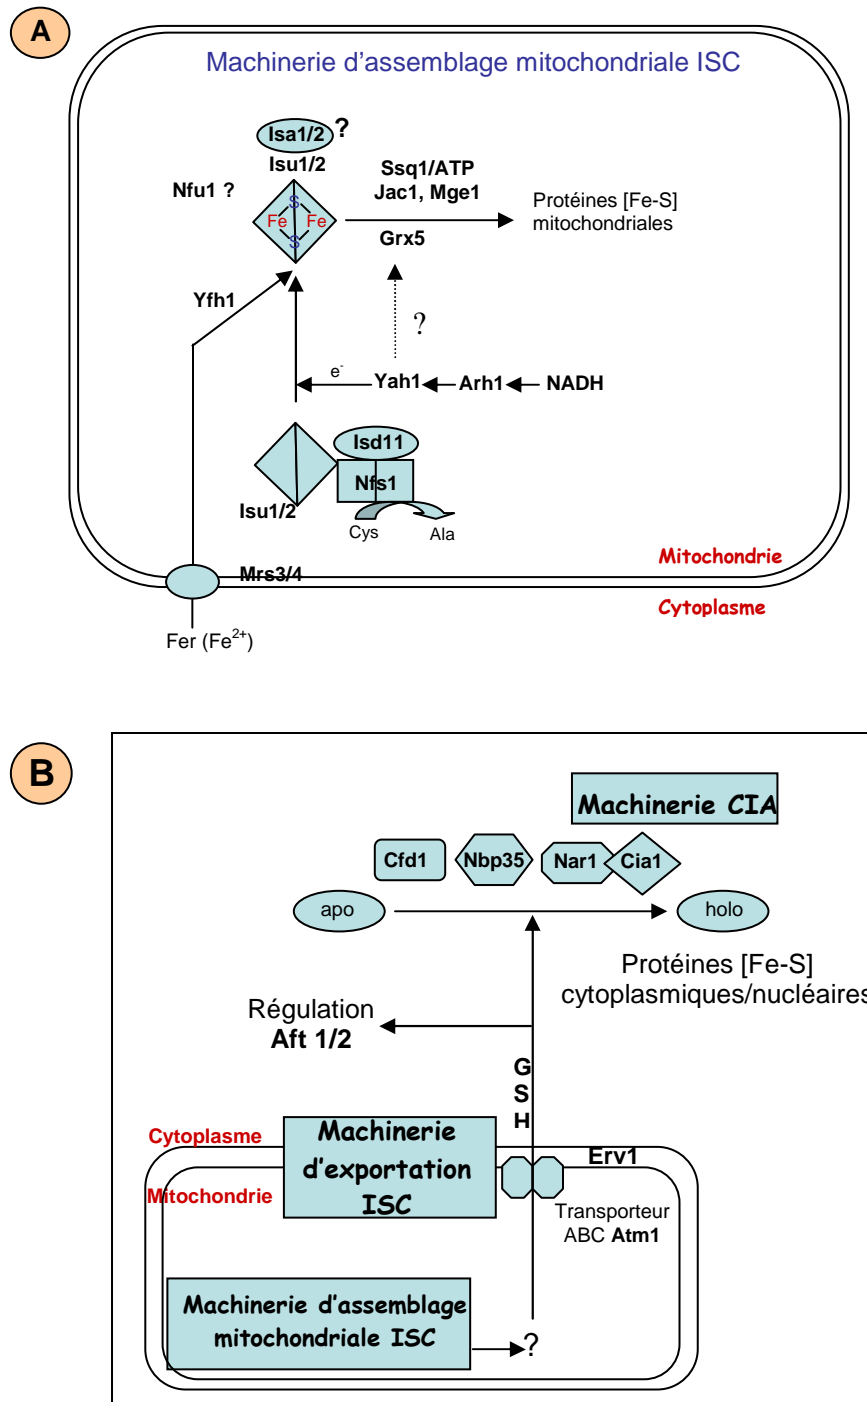 A
Machinerie d'assemblage mitochondriale ISC
Isa1/2 ?
Isu1/2
Nfu1 ?
S
Fe Fe
S
Ssq1/ATP
Jac1, Mge1
Grx5
Protéines [Fe-S]
mitochondriales
Yfh1
?
e-
Yah1
Arh1
NADH
Isd11
Nfs1
Isu1/2
Cys
Ala
Mitochondrie
Mrs3/4
Cytoplasme
Fer (Fe2+)
B
Machinerie CIA
Cfd1
Nbp35
Nar1
Cia1
apo
holo
Protéines [Fe-S]
cytoplasmiques/nucléaires
Régulation
Aft 1/2
G
S
H
Cytoplasme
Mitochondrie
Machinerie
d'exportation
ISC
Erv1
Transporteur
ABC Atm1
Machinerie d'assemblage
mitochondriale ISC
?